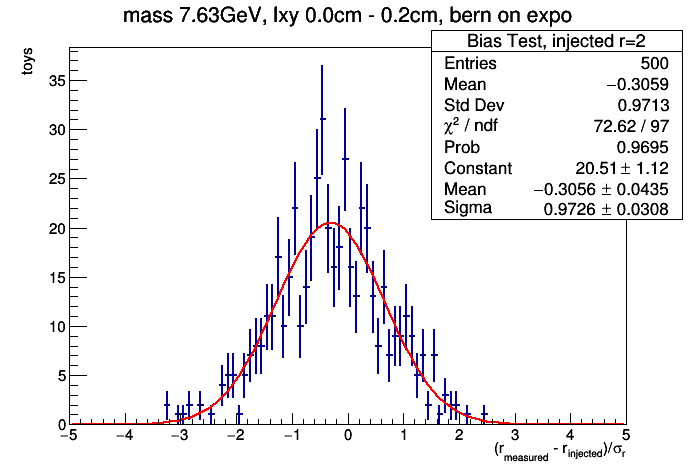 mass 7.63GeV, lxy 0.0cm - 0.2cm, bern on expo
Bias Test, injected r=2
Entries 500
Mean −0.3059
Std Dev 0.9713
χ² / ndf 72.62 / 97
Prob 0.9695
Constant 20.51 ± 1.12
Mean −0.3056 ± 0.0435
Sigma 0.9726 ± 0.0308
toys
35
30
25
20
15
10
5
0
−5 −4 −3 −2 −1 0 1 2 3 4 5
(r_measured - r_injected)/σ_r